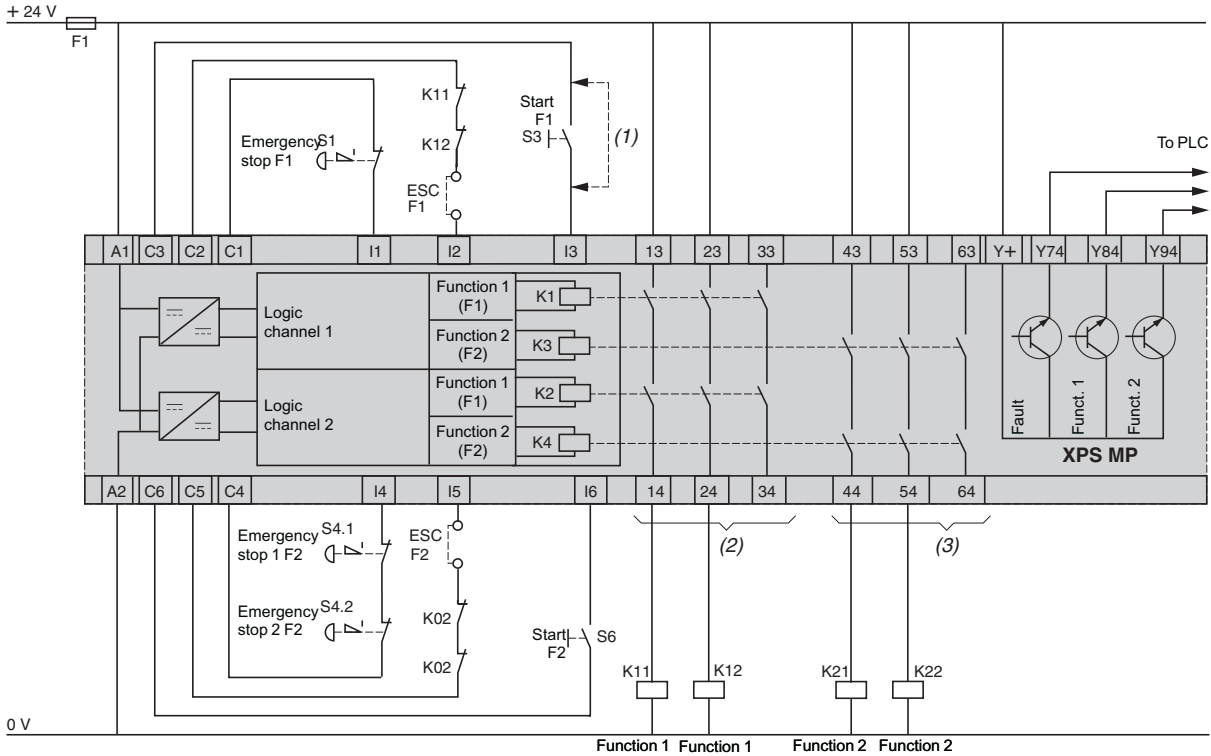 + 24 V
F1
K11
K12
ESC
F1
Start
F1
S3
(1)
Emergency S1
stop F1
To PLC
A1 C3 C2 C1 I1 I2 I3 13 23 33 43 53 63 Y+ Y74 Y84 Y94
Logic
channel 1
Function 1
(F1)
K1
Function 2
(F2)
K3
Logic
channel 2
Function 1
(F1)
K2
Function 2
(F2)
K4
Fault
Funct. 1
Funct. 2
XPS MP
A2 C6 C5 C4 I4 I5 I6 14 24 34 44 54 64
(2)
(3)
Emergency S4.1
stop 1 F2
ESC
F2
Emergency S4.2
stop 2 F2
K02
K02
Start
F2
S6
K11 K12 K21 K22
0 V
Function 1 Function 1 Function 2 Function 2